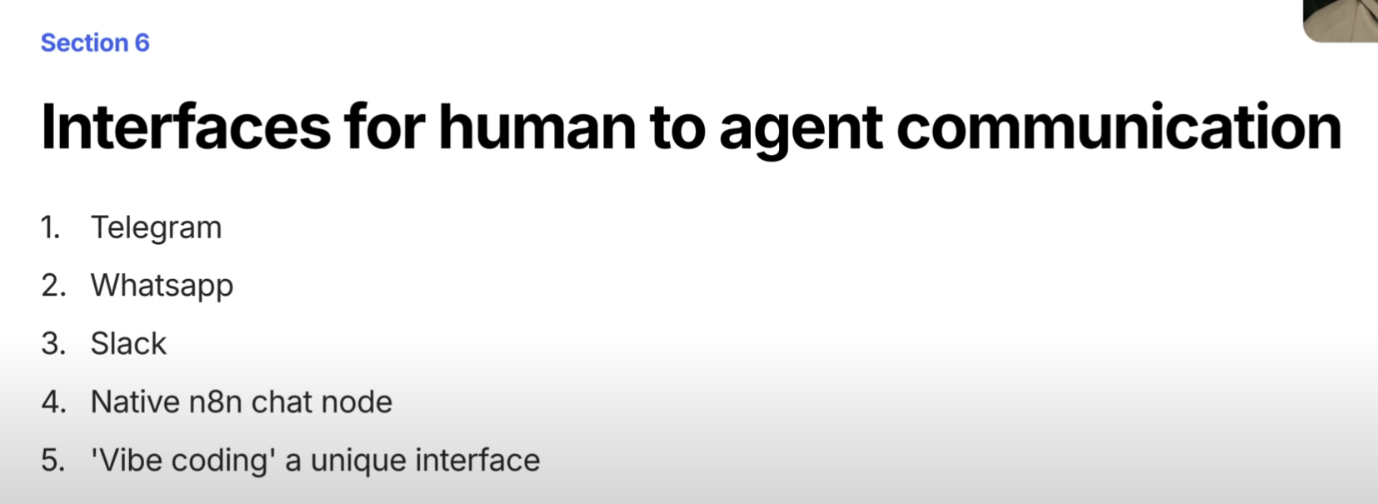 Section 6
Interfaces for human to agent communication
1. Telegram
2. Whatsapp
3. Slack
4. Native n8n chat node
5. 'Vibe coding' a unique interface